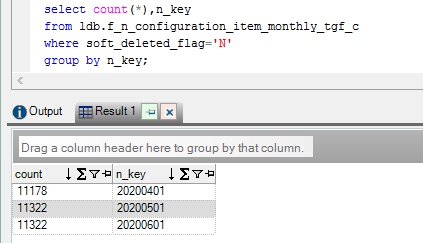 select count(*),n_key
from ldb.f_n_configuration_item_monthly_tgf_c
where soft_deleted_flag='N'
group by n_key;
Output Result 1
Drag a column header here to group by that column.
count n_key
11178 20200401
11322 20200501
11322 20200601